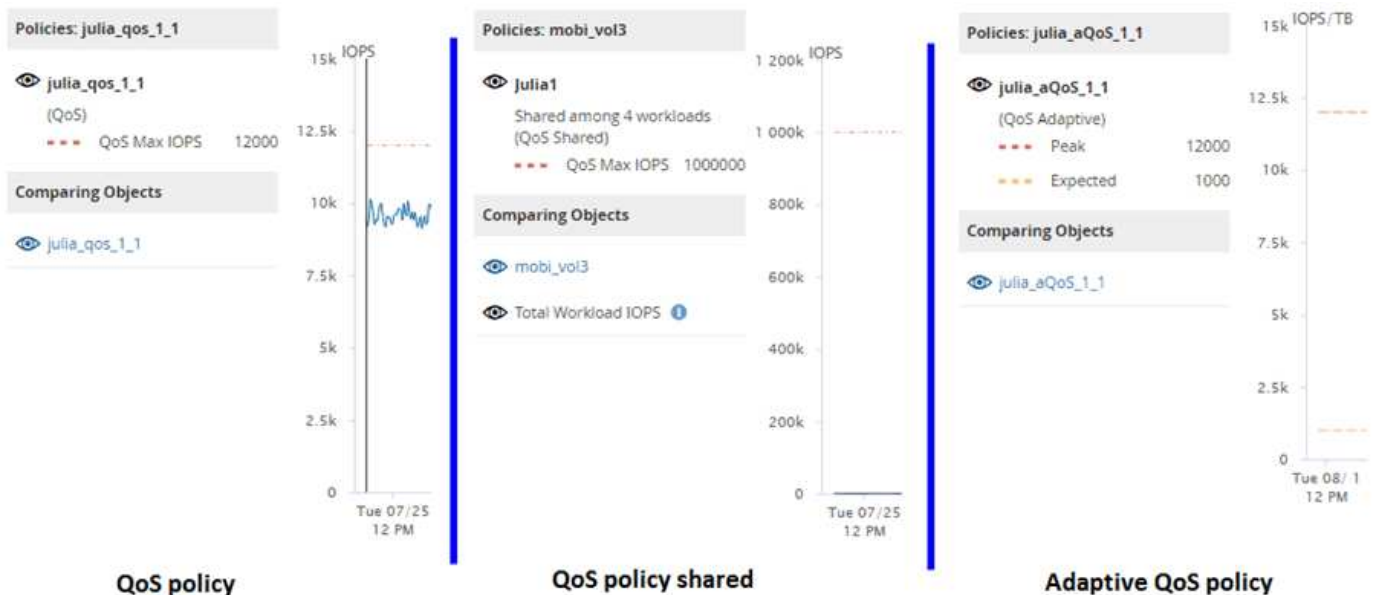 Policies: julia_qos_1_1
julia_qos_1_1
(QoS)
QoS Max IOPS 12000
Comparing Objects
julia_qos_1_1
IOPS
15k
12.5k
10k
7.5k
5k
2.5k
0
Tue 07/25
12 PM
QoS policy
Policies: mobi_vol3
Julia1
Shared among 4 workloads
(QoS Shared)
QoS Max IOPS 1000000
Comparing Objects
mobi_vol3
Total Workload IOPS i
IOPS
1 200k
1 000k
800k
600k
400k
200k
0
Tue 07/25
12 PM
QoS policy shared
Policies: julia_aQoS_1_1
julia_aQoS_1_1
(QoS Adaptive)
Peak 12000
Expected 1000
Comparing Objects
julia_aQoS_1_1
IOPS/TB
15k
12.5k
10k
7.5k
5k
2.5k
0
Tue 08/ 1
12 PM
Adaptive QoS policy